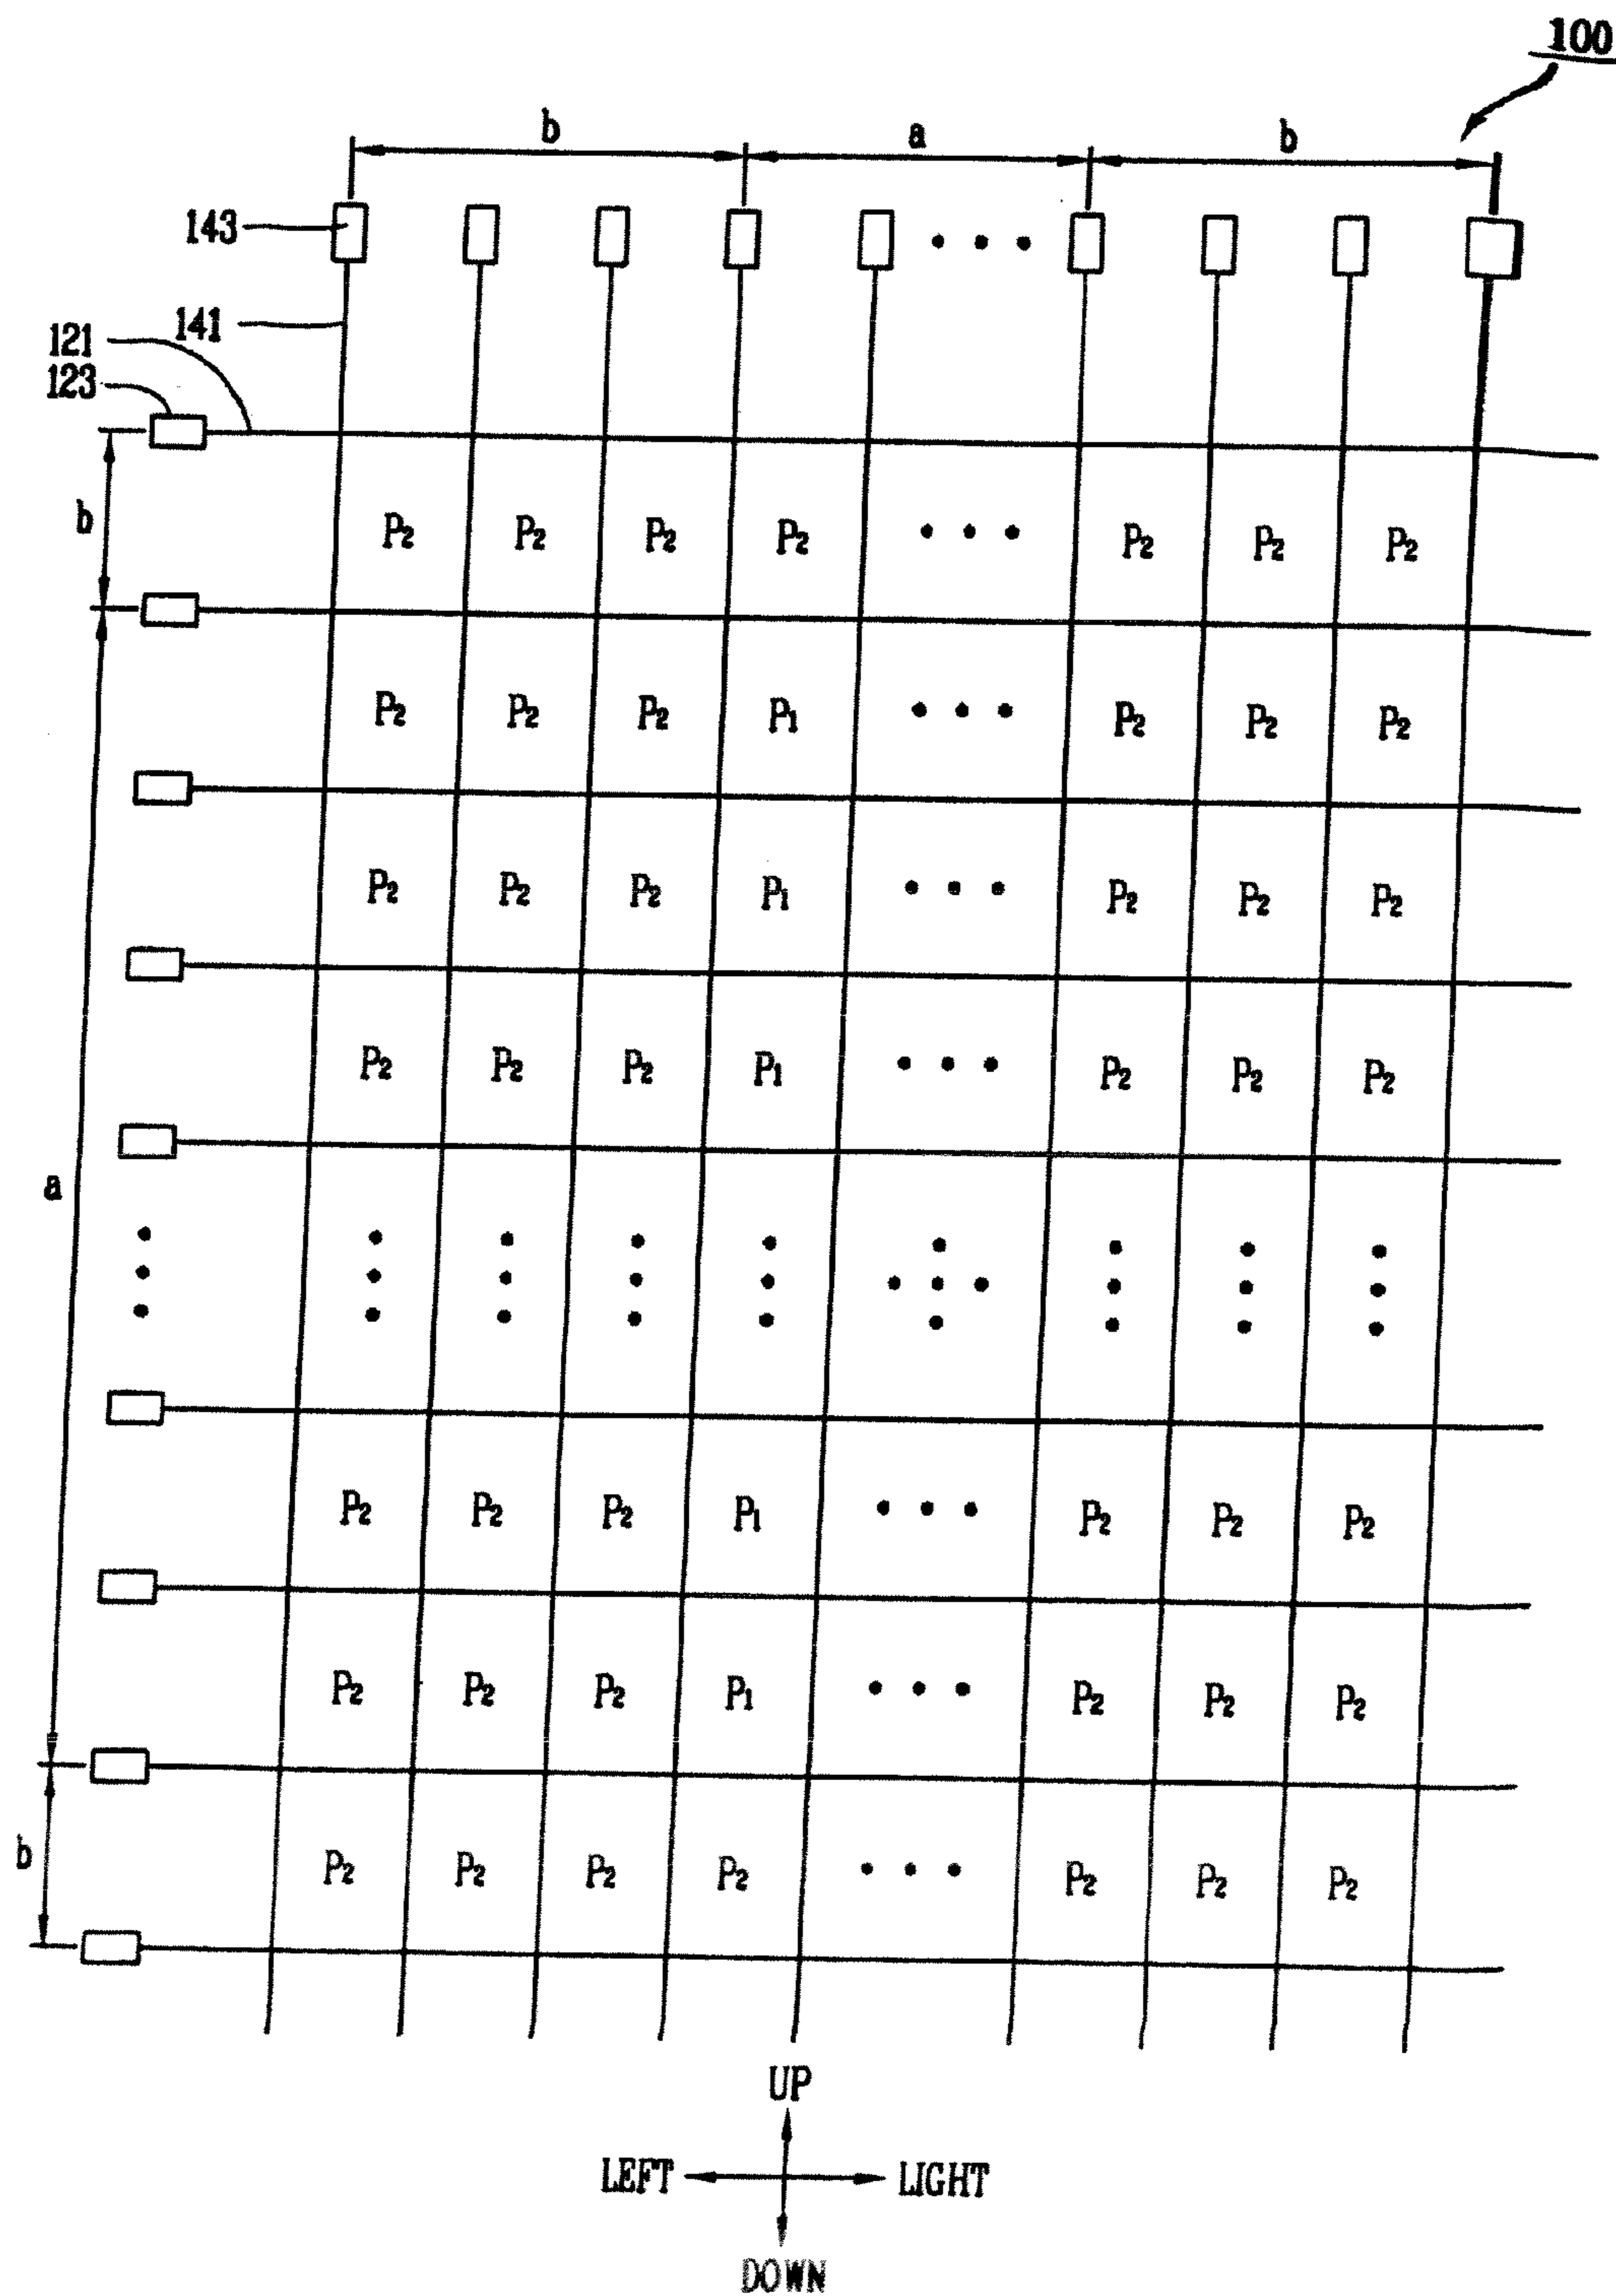 100
b a b
143
141
121
123
b
P₂ P₂ P₂ P₂ • • • P₂ P₂ P₂
P₂ P₂ P₂ P₁ • • • P₂ P₂ P₂
P₂ P₂ P₂ P₁ • • • P₂ P₂ P₂
P₂ P₂ P₂ P₁ • • • P₂ P₂ P₂
a
P₂ P₂ P₂ P₁ • • • P₂ P₂ P₂
P₂ P₂ P₂ P₁ • • • P₂ P₂ P₂
b
P₂ P₂ P₂ P₂ • • • P₂ P₂ P₂
UP
LEFT LIGHT
DOWN